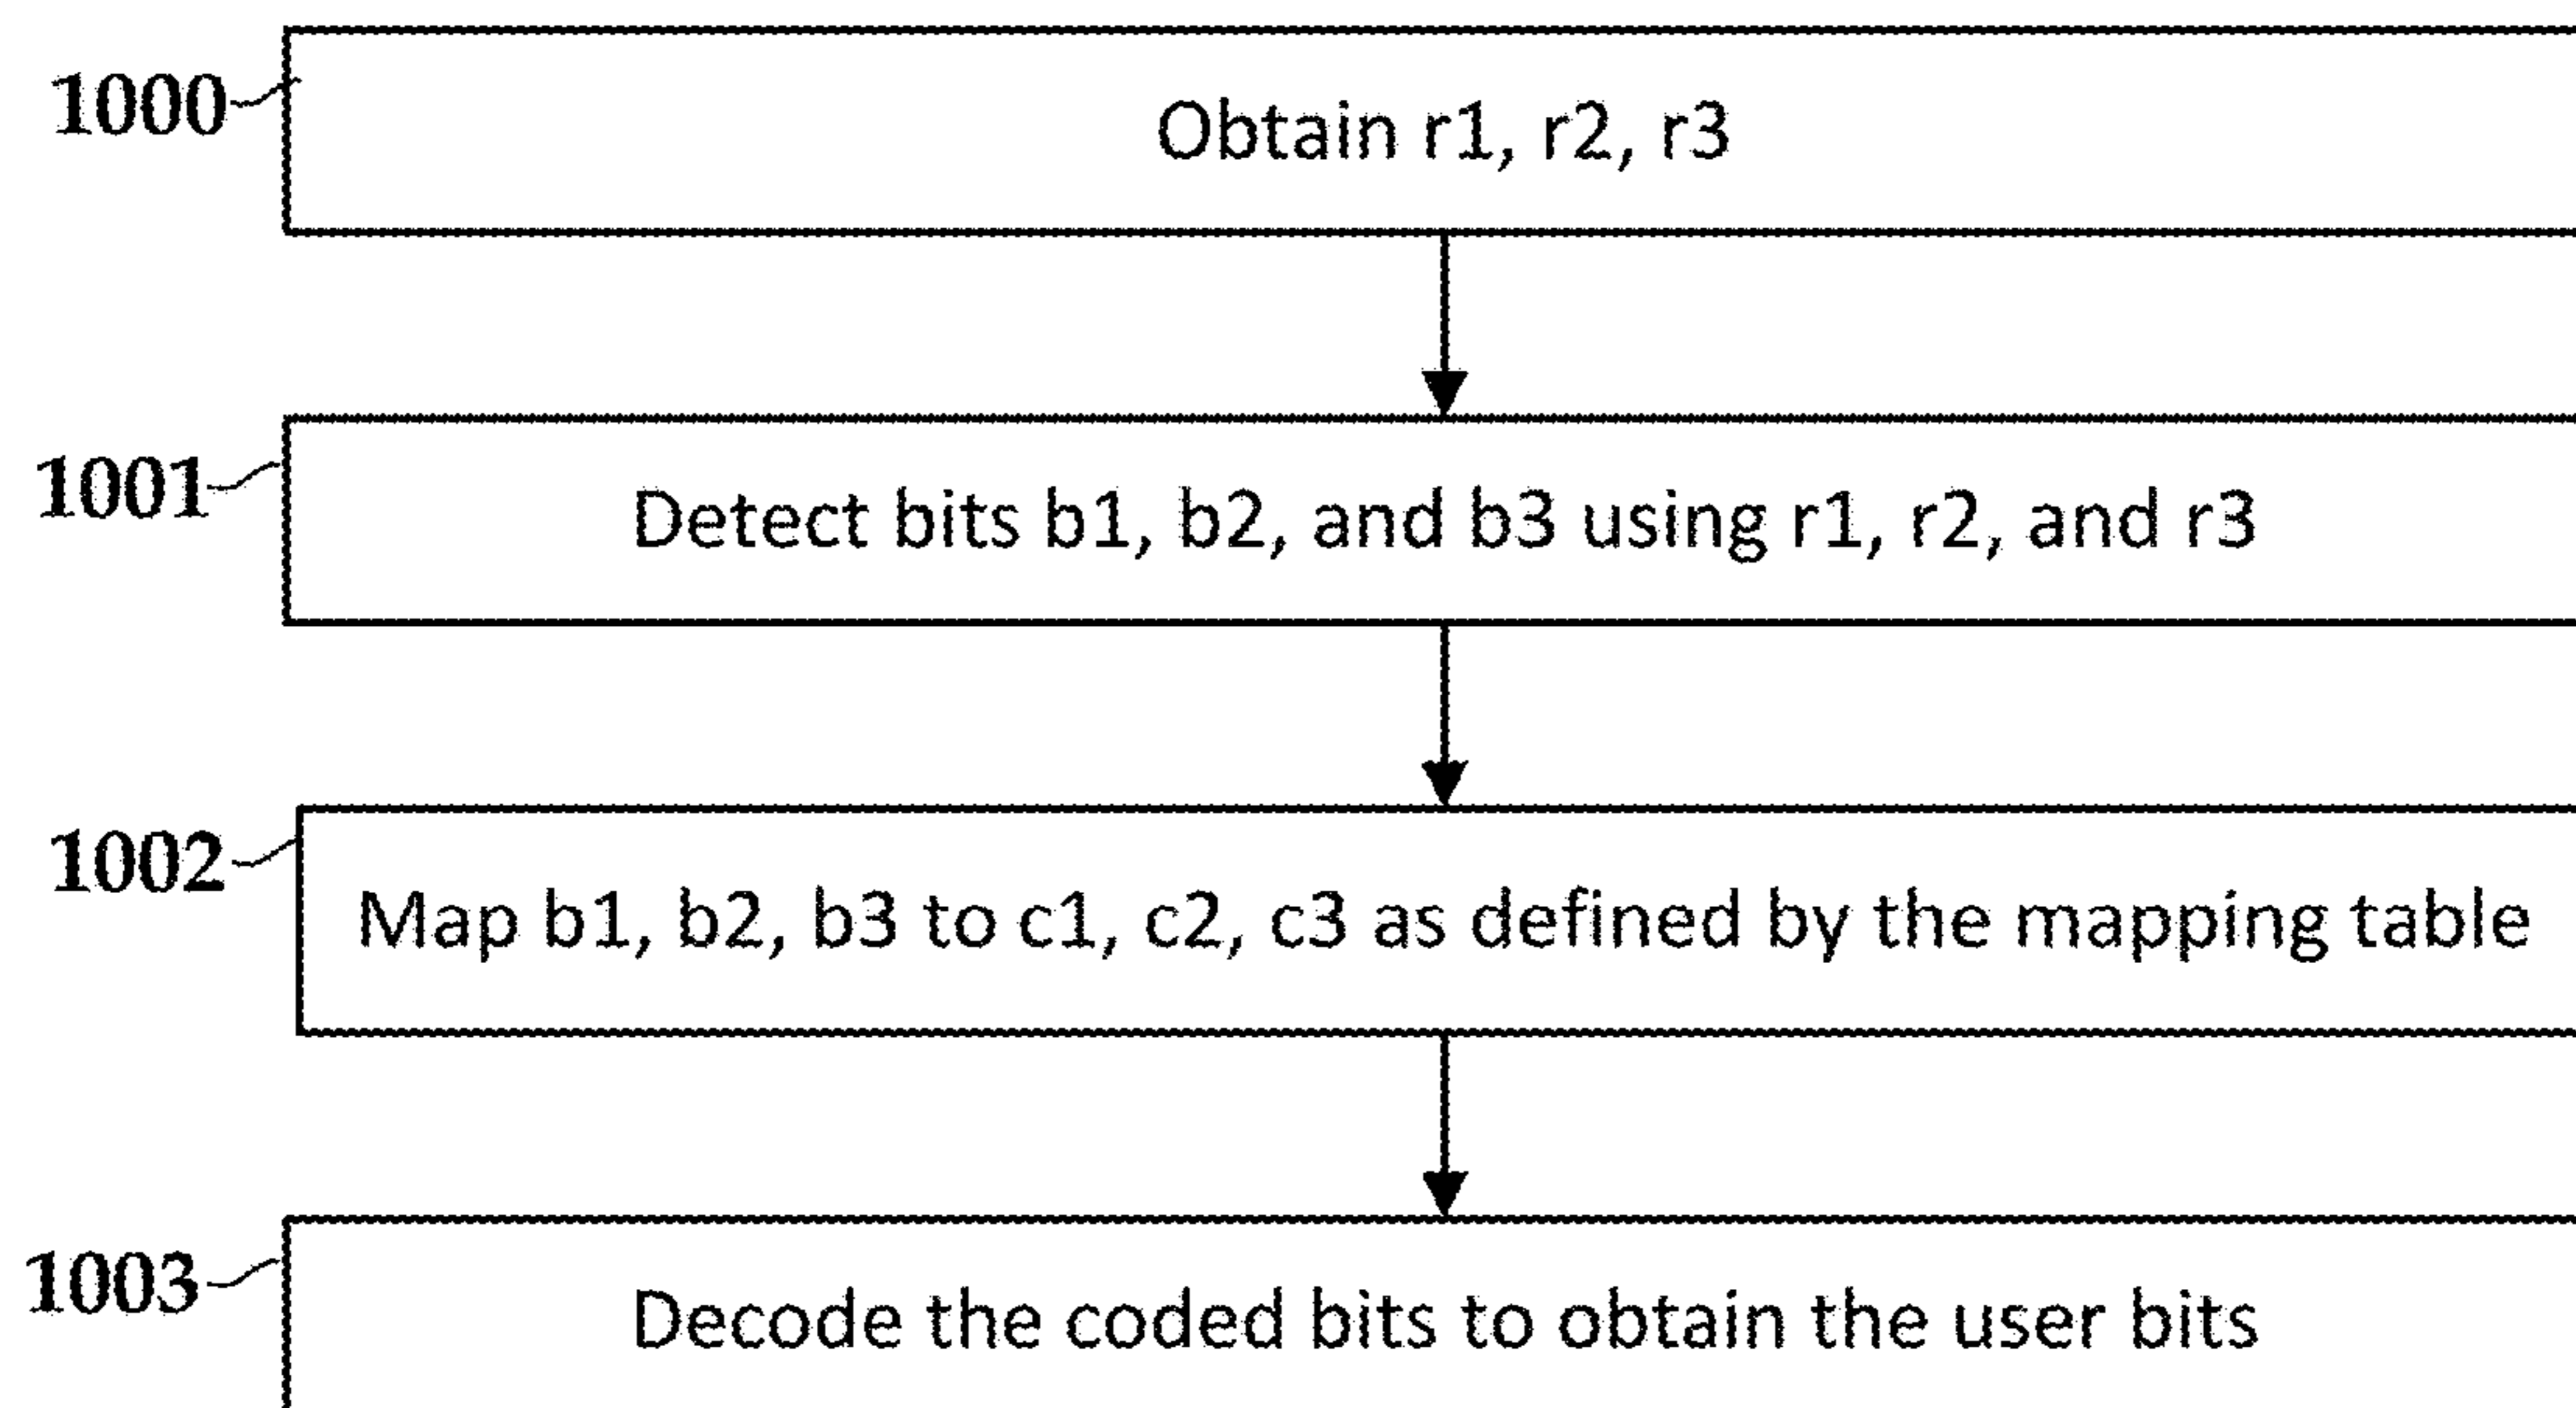 1000
Obtain r1, r2, r3
1001
Detect bits b1, b2, and b3 using r1, r2, and r3
1002
Map b1, b2, b3 to c1, c2, c3 as defined by the mapping table
1003
Decode the coded bits to obtain the user bits